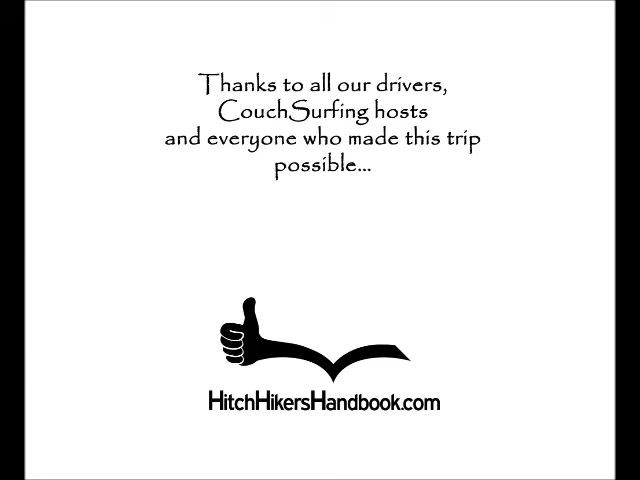 Thanks to all our drivers,
CouchSurfing hosts
and everyone who made this trip
possible...
HitchHikersHandbook.com